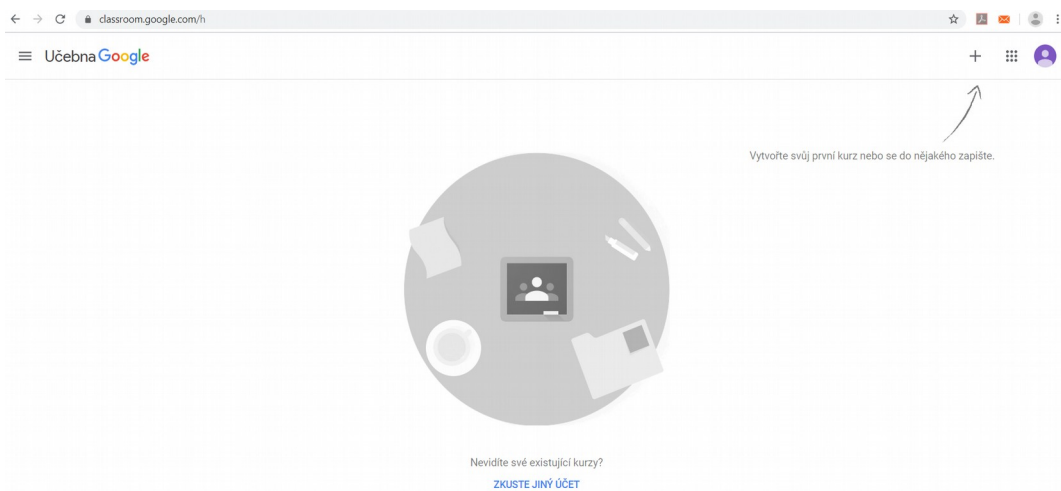 classroom.google.com/h
Učebna Google
Vytvořte svůj první kurz nebo se do nějakého zapište.
Nevidíte své existující kurzy?
ZKUSTE JINÝ ÚČET